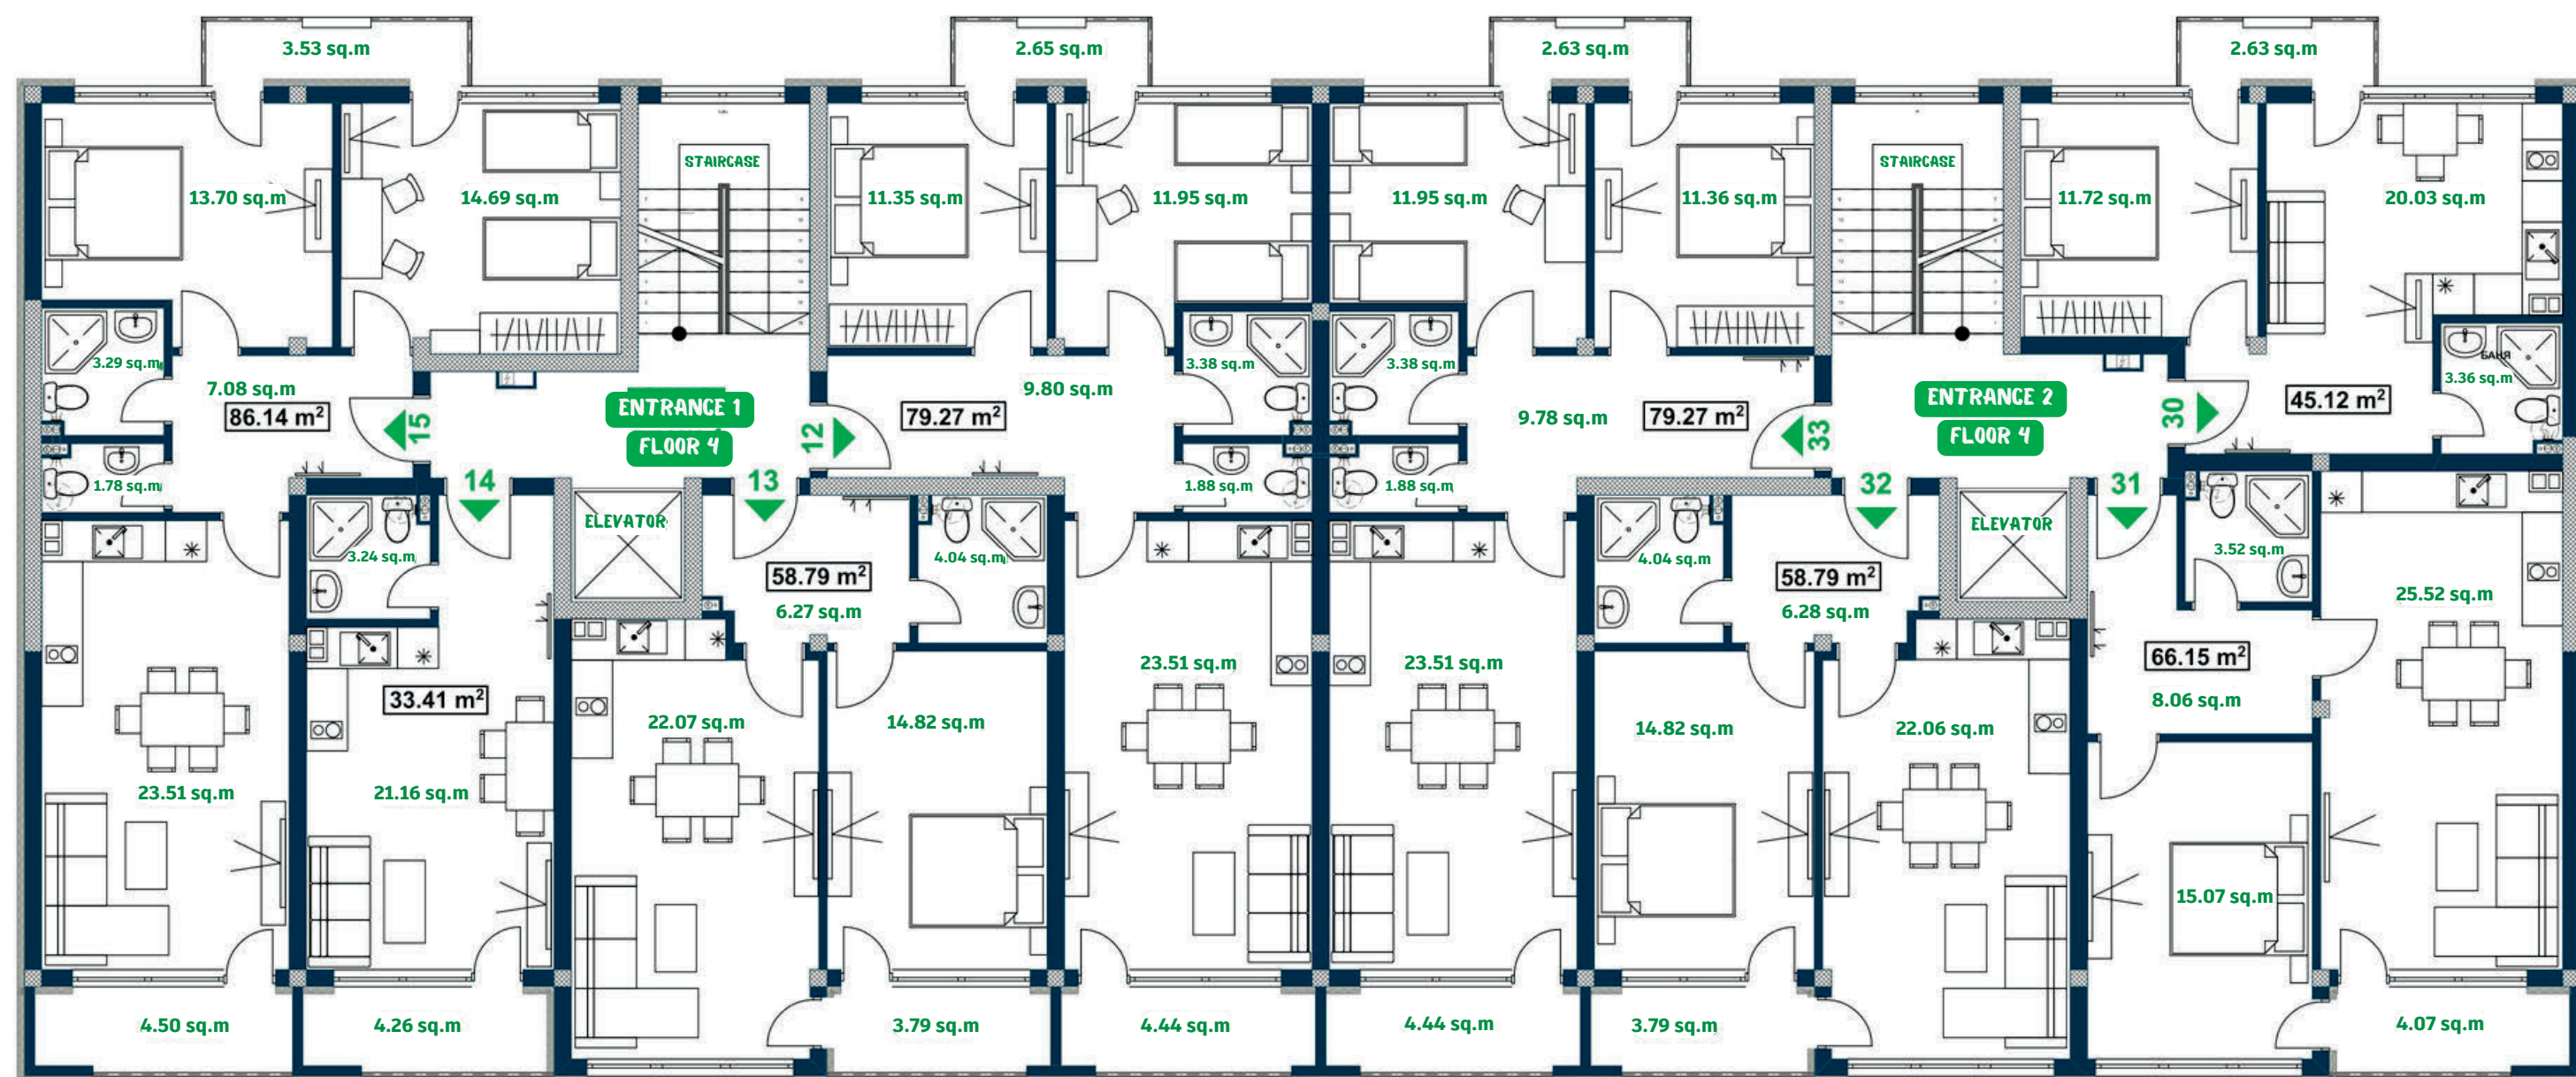 3.53 sq.m
2.65 sq.m
2.63 sq.m
2.63 sq.m
STAIRCASE
STAIRCASE
13.70 sq.m
14.69 sq.m
11.35 sq.m
11.95 sq.m
11.95 sq.m
11.36 sq.m
11.72 sq.m
20.03 sq.m
3.29 sq.m
7.08 sq.m
86.14 m²
15
ENTRANCE 1
FLOOR 4
12
79.27 m²
9.80 sq.m
3.38 sq.m
3.38 sq.m
9.78 sq.m
79.27 m²
33
ENTRANCE 2
FLOOR 4
30
45.12 m²
БАНЯ
3.36 sq.m
1.78 sq.m
14
13
1.88 sq.m
1.88 sq.m
32
31
ELEVATOR
ELEVATOR
3.24 sq.m
58.79 m²
6.27 sq.m
4.04 sq.m
4.04 sq.m
58.79 m²
6.28 sq.m
3.52 sq.m
25.52 sq.m
33.41 m²
22.07 sq.m
14.82 sq.m
23.51 sq.m
23.51 sq.m
14.82 sq.m
22.06 sq.m
66.15 m²
8.06 sq.m
23.51 sq.m
21.16 sq.m
15.07 sq.m
4.50 sq.m
4.26 sq.m
3.79 sq.m
4.44 sq.m
4.44 sq.m
3.79 sq.m
4.07 sq.m